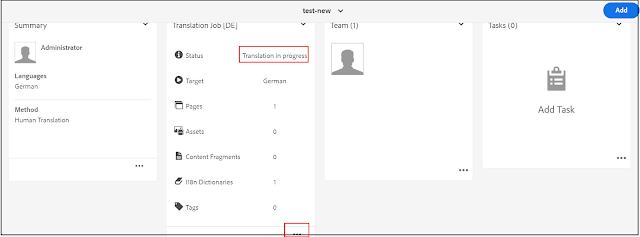 test-new
Add
Summary
Administrator
Languages
German
Method
Human Translation
Translation Job [DE]
Status
Translation in progress
Target
German
Pages
1
Assets
0
Content Fragments
0
I18n Dictionaries
1
Tags
0
Team (1)
Tasks (0)
Add Task